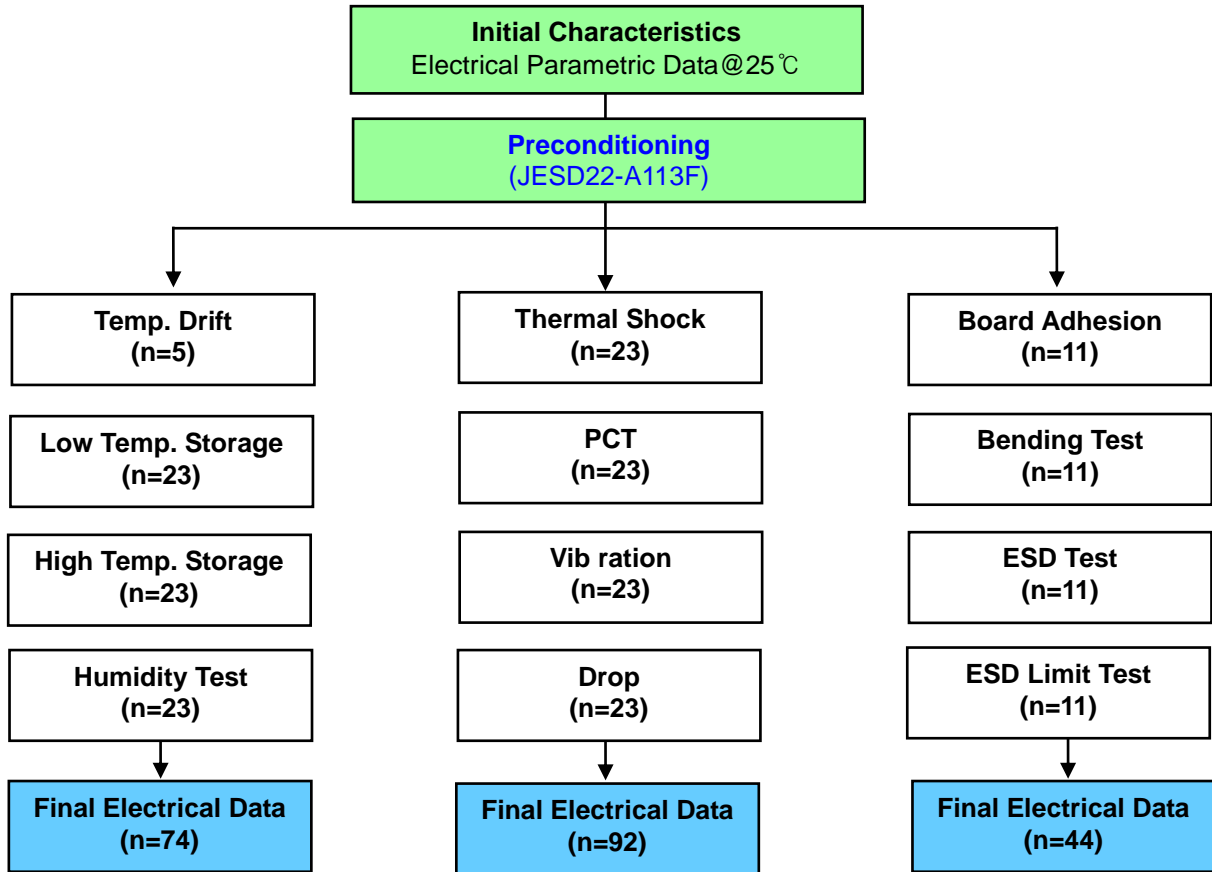 Initial Characteristics
Electrical Parametric Data@25℃
Preconditioning
(JESD22-A113F)
Temp. Drift
(n=5)
Low Temp. Storage
(n=23)
High Temp. Storage
(n=23)
Humidity Test
(n=23)
Final Electrical Data
(n=74)
Thermal Shock
(n=23)
PCT
(n=23)
Vib ration
(n=23)
Drop
(n=23)
Final Electrical Data
(n=92)
Board Adhesion
(n=11)
Bending Test
(n=11)
ESD Test
(n=11)
ESD Limit Test
(n=11)
Final Electrical Data
(n=44)